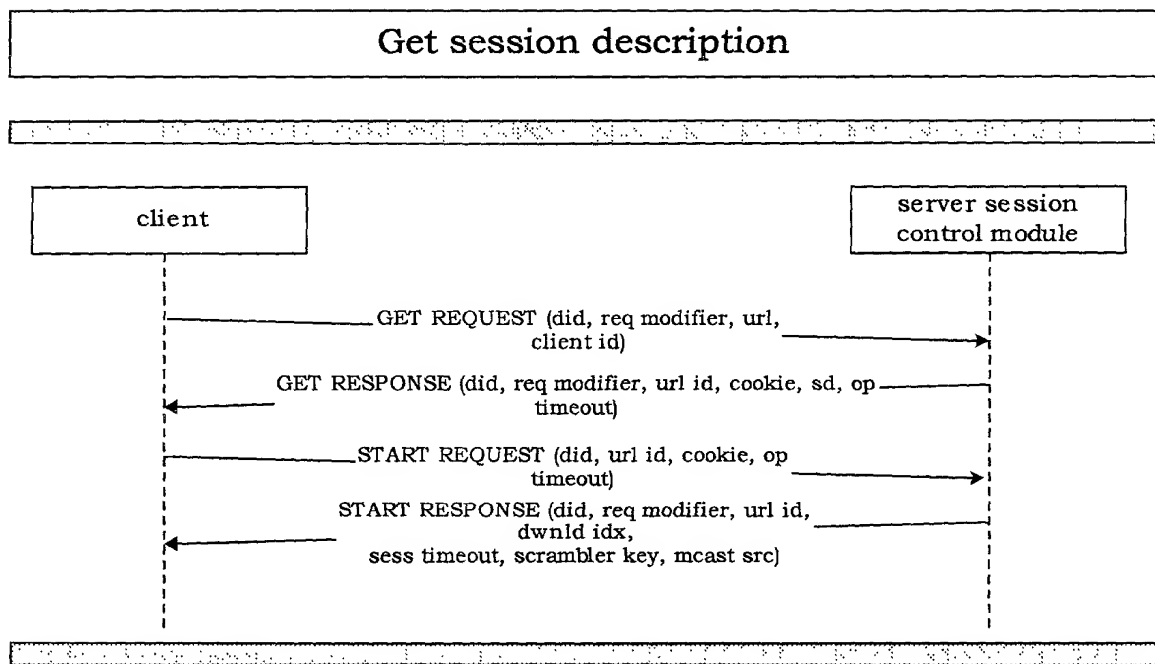 Get session description
client
server session
control module
GET REQUEST (did, req modifier, url,
client id)
GET RESPONSE (did, req modifier, url id, cookie, sd, op
timeout)
START REQUEST (did, url id, cookie, op
timeout)
START RESPONSE (did, req modifier, url id,
dwnld idx,
sess timeout, scrambler key, mcast src)